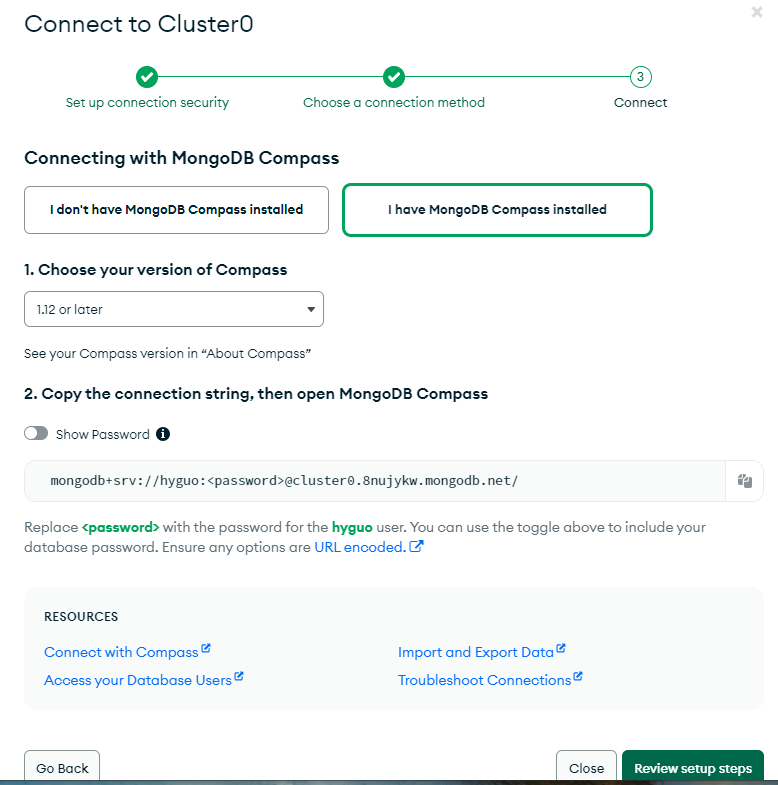 Connect to Cluster0
3
Set up connection security
Choose a connection method
Connect
Connecting with MongoDB Compass
I don't have MongoDB Compass installed
I have MongoDB Compass installed
1. Choose your version of Compass
1.12 or later
See your Compass version in “About Compass”
2. Copy the connection string, then open MongoDB Compass
Show Password
mongodb+srv://hyguo:<password>@cluster0.8nujykw.mongodb.net/
Replace <password> with the password for the hyguo user. You can use the toggle above to include your
database password. Ensure any options are URL encoded.
RESOURCES
Connect with Compass
Import and Export Data
Access your Database Users
Troubleshoot Connections
Go Back
Close
Review setup steps